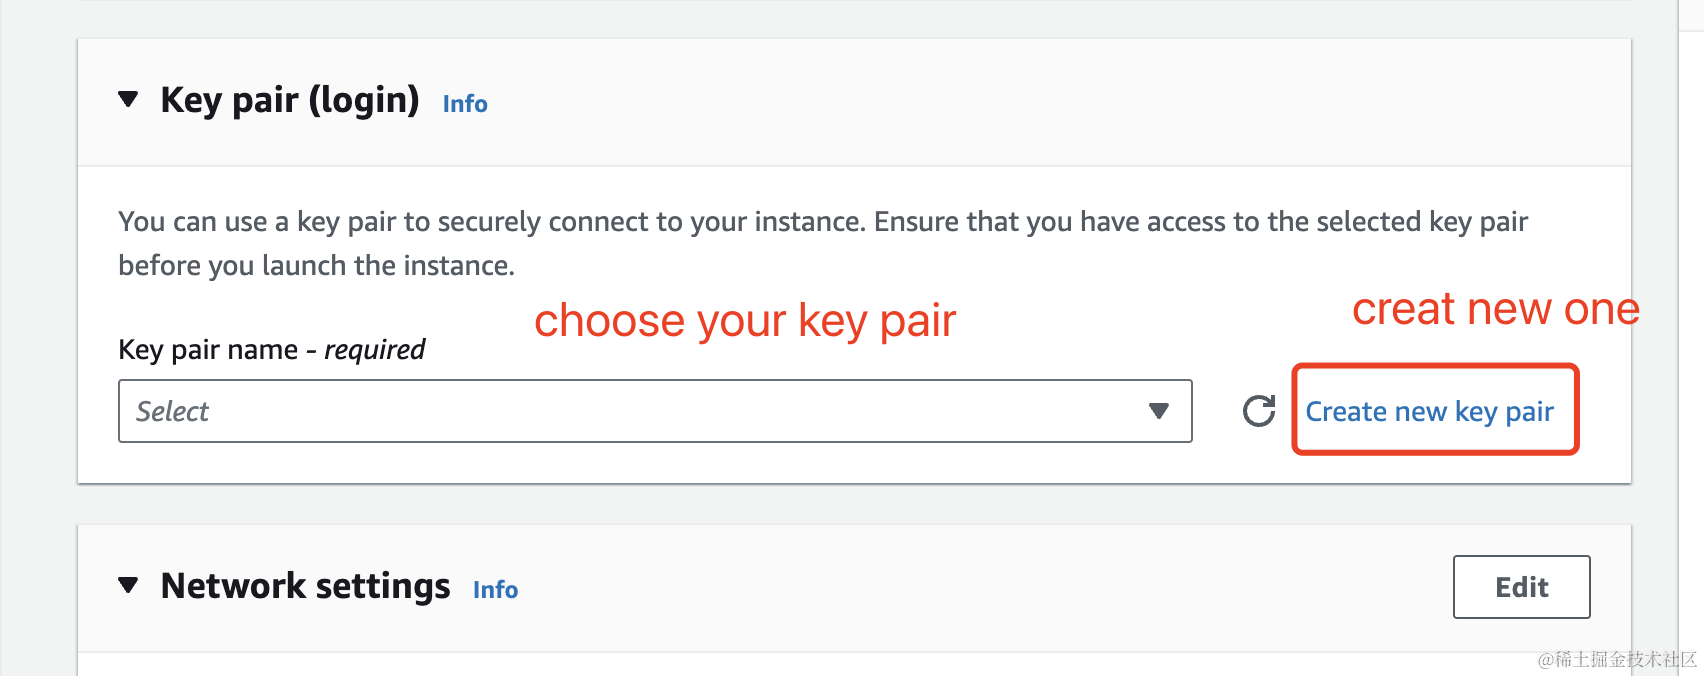 Key pair (login) Info
You can use a key pair to securely connect to your instance. Ensure that you have access to the selected key pair
before you launch the instance.
choose your key pair
creat new one
Key pair name - required
Select
Create new key pair
Network settings Info
Edit
@稀土掘金技术社区